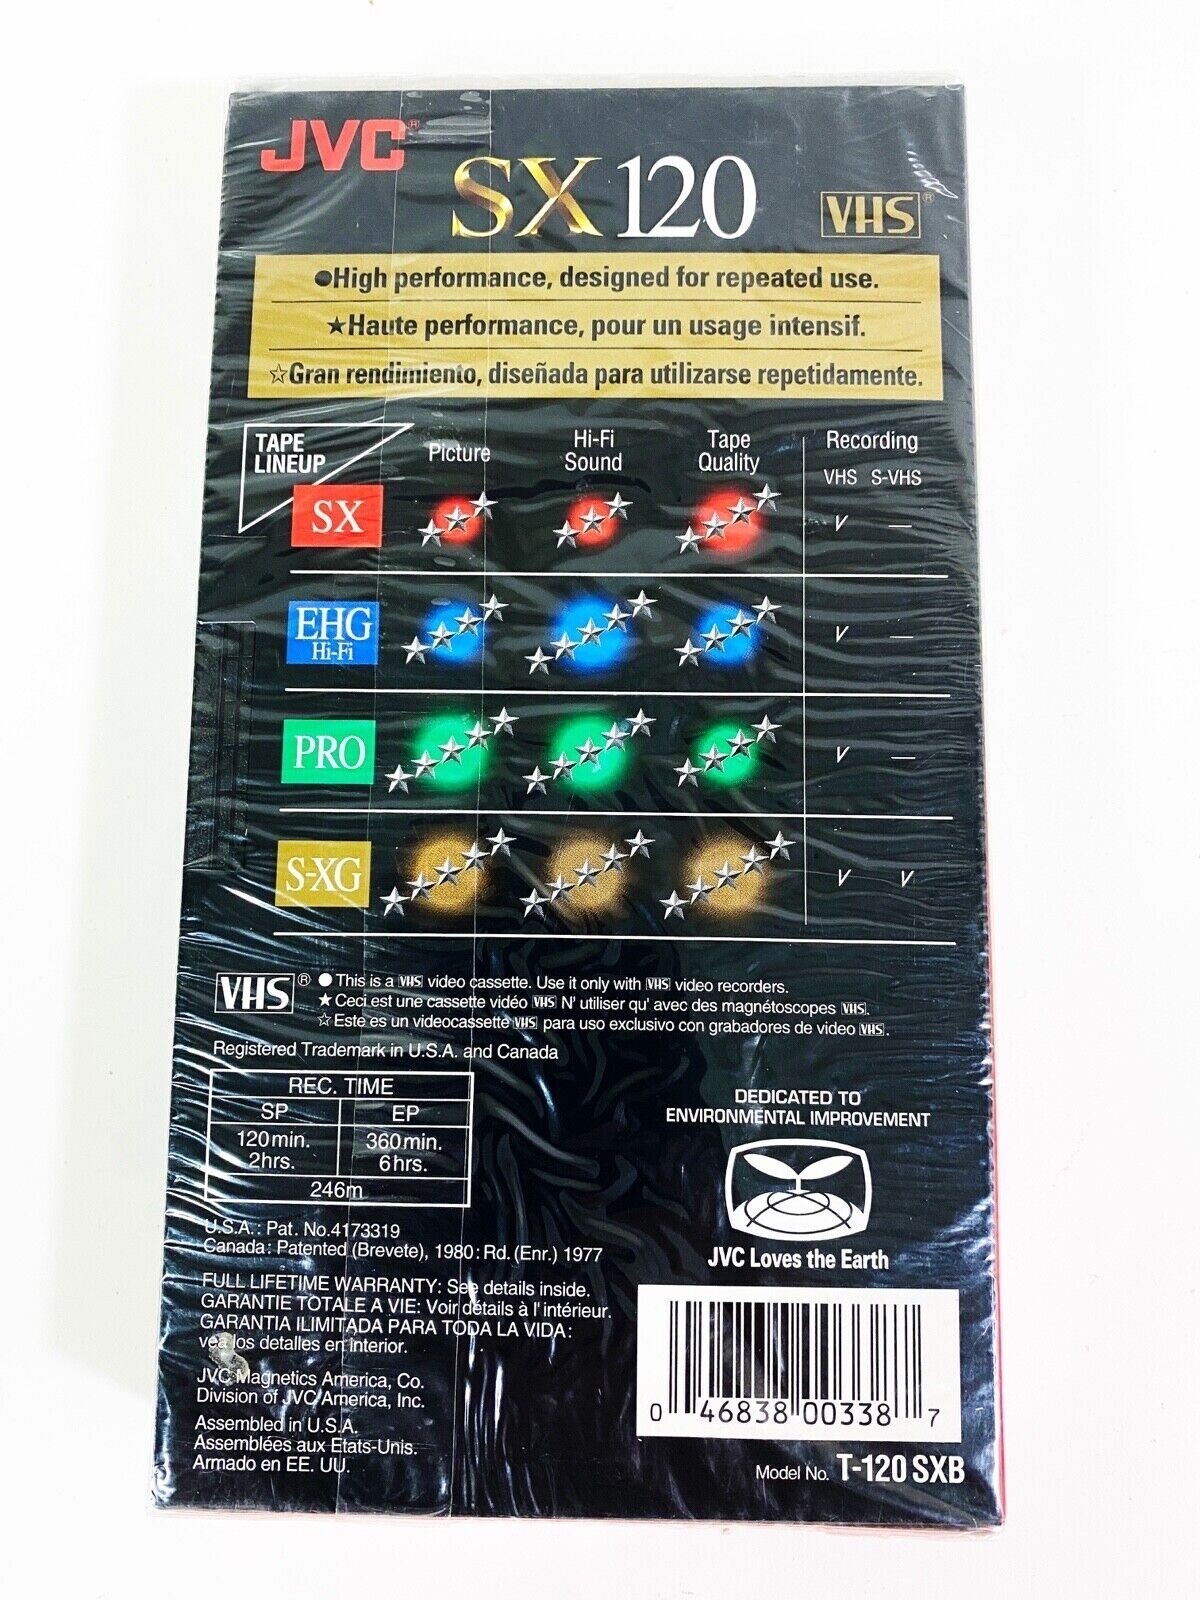 JVC®
SX 120
VHS®
●High performance, designed for repeated use.
★Haute performance, pour un usage intensif.
☆Gran rendimiento, diseñada para utilizarse repetidamente.
TAPE
LINEUP
Picture
Hi-Fi
Sound
Tape
Quality
Recording
VHS S-VHS
SX
EHG
Hi-Fi
PRO
S-XG
VHS®
● This is a VHS video cassette. Use it only with VHS video recorders.
★ Ceci est une cassette vidéo VHS N' utiliser qu' avec des magnétoscopes VHS.
☆ Este es un videocassette VHS para uso exclusivo con grabadores de video VHS.
Registered Trademark in U.S.A. and Canada
REC. TIME
SP EP
120min. 360min.
2hrs. 6hrs.
246m
DEDICATED TO
ENVIRONMENTAL IMPROVEMENT
JVC Loves the Earth
U.S.A.: Pat. No.4173319
Canada: Patented (Brevete), 1980: Rd. (Enr.) 1977
FULL LIFETIME WARRANTY: See details inside.
GARANTIE TOTALE A VIE: Voir détails à l' intérieur.
GARANTIA ILIMITADA PARA TODA LA VIDA:
vea los detalles en interior.
JVC Magnetics America, Co.
Division of JVC America, Inc.
Assembled in U.S.A.
Assemblées aux Etats-Unis.
Armado en EE. UU.
0 46838 00338 7
Model No. T-120 SXB